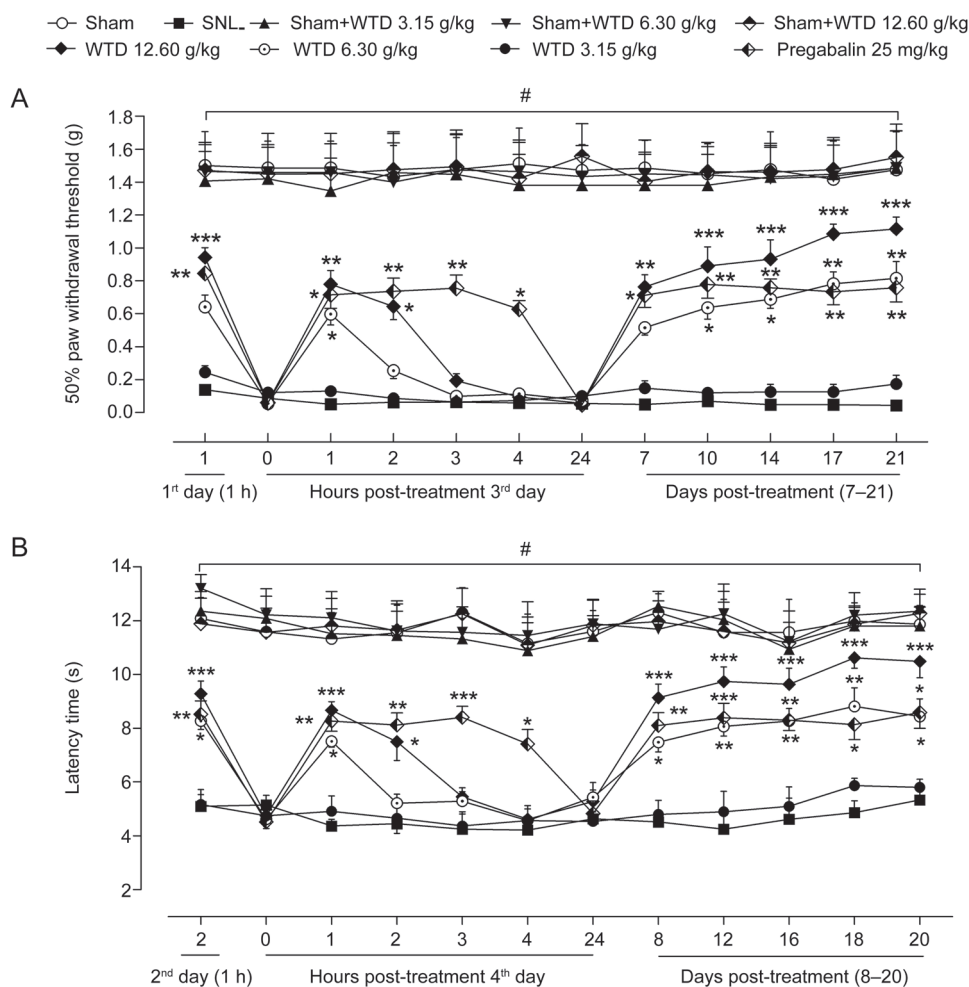 Sham SNL Sham+WTD 3.15 g/kg Sham+WTD 6.30 g/kg Sham+WTD 12.60 g/kg
WTD 12.60 g/kg WTD 6.30 g/kg WTD 3.15 g/kg Pregabalin 25 mg/kg
A
#
50% paw withdrawal threshold (g)
1.8
1.6
1.4
1.2
1.0
0.8
0.6
0.4
0.2
0.0
*** ** ** * * ** * ** * ** * *** ** * *** ** * *** ** ** *** ** **
1 0 1 2 3 4 24 7 10 14 17 21
1rt day (1 h) Hours post-treatment 3rd day Days post-treatment (7–21)
B
#
Latency time (s)
14
12
10
8
6
4
2
*** ** * *** ** * ** * *** * *** ** * *** *** ** *** ** ** *** ** * *** * *
2 0 1 2 3 4 24 8 12 16 18 20
2nd day (1 h) Hours post-treatment 4th day Days post-treatment (8–20)